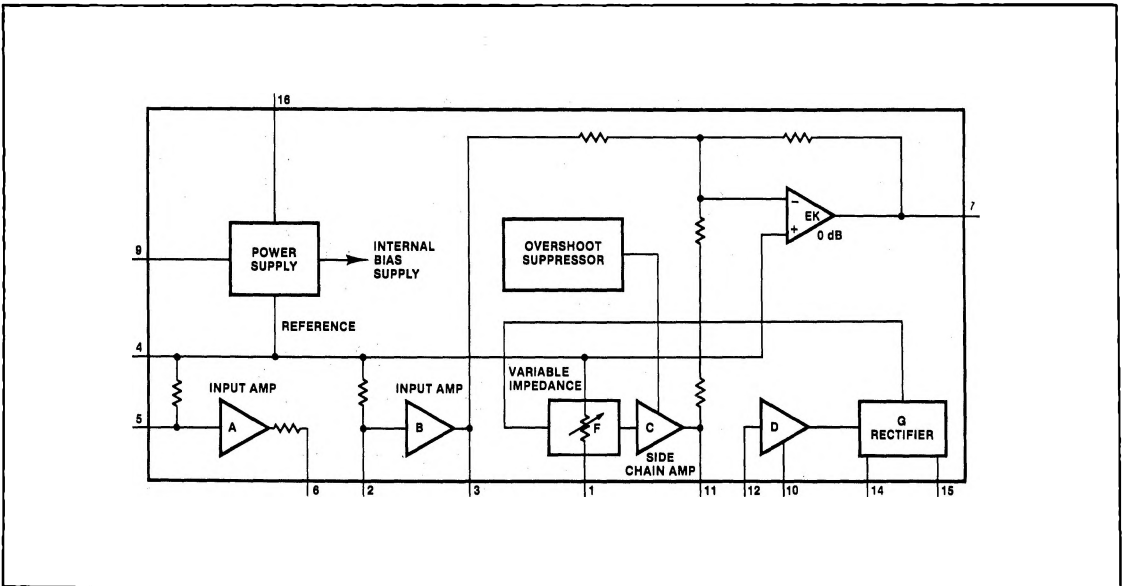 16
7
EK
−
+
0 dB
9
POWER
SUPPLY
INTERNAL
BIAS
SUPPLY
OVERSHOOT
SUPPRESSOR
REFERENCE
4
VARIABLE
IMPEDANCE
INPUT AMP
INPUT AMP
5
A
B
F
C
D
G
RECTIFIER
SIDE
CHAIN AMP
6
2
3
1
11
12
10
14
15